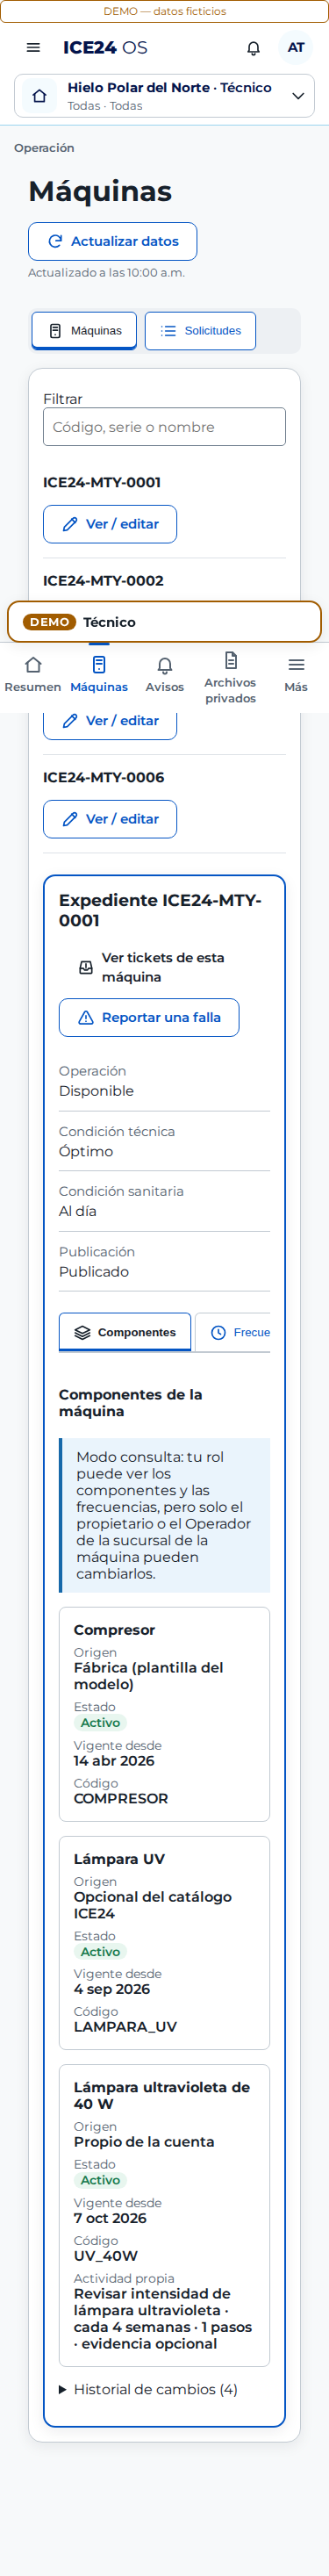 DEMO — datos ficticios
ICE24 OS
AT
Hielo Polar del Norte · Técnico
Todas · Todas
Operación
Máquinas
Actualizar datos
Actualizado a las 10:00 a.m.
Máquinas
Solicitudes
Filtrar
Código, serie o nombre
ICE24-MTY-0001
Ver / editar
ICE24-MTY-0002
DEMO Técnico
Resumen
Máquinas
Avisos
Archivos
privados
Más
Ver / editar
ICE24-MTY-0006
Ver / editar
Expediente ICE24-MTY-
0001
Ver tickets de esta
máquina
Reportar una falla
Operación
Disponible
Condición técnica
Óptimo
Condición sanitaria
Al día
Publicación
Publicado
Componentes
Frecue
Componentes de la
máquina
Modo consulta: tu rol
puede ver los
componentes y las
frecuencias, pero solo el
propietario o el Operador
de la sucursal de la
máquina pueden
cambiarlos.
Compresor
Origen
Fábrica (plantilla del
modelo)
Estado
Activo
Vigente desde
14 abr 2026
Código
COMPRESOR
Lámpara UV
Origen
Opcional del catálogo
ICE24
Estado
Activo
Vigente desde
4 sep 2026
Código
LAMPARA_UV
Lámpara ultravioleta de
40 W
Origen
Propio de la cuenta
Estado
Activo
Vigente desde
7 oct 2026
Código
UV_40W
Actividad propia
Revisar intensidad de
lámpara ultravioleta ·
cada 4 semanas · 1 pasos
· evidencia opcional
Historial de cambios (4)